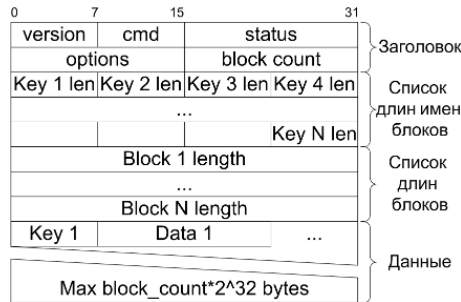 0 7 15 31
version cmd status
options block count
Заголовок
Key 1 len Key 2 len Key 3 len Key 4 len
...
Key N len
Список
длин имен
блоков
Block 1 length
...
Block N length
Список
длин
блоков
Key 1 Data 1 ...
Max block_count*2^32 bytes
Данные